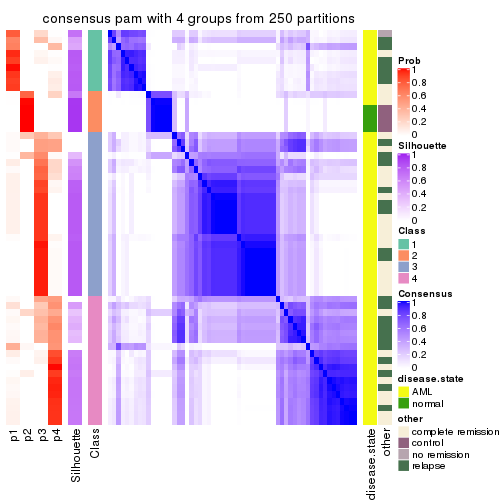 consensus pam with 4 groups from 250 partitions
Prob
1
0.8
0.6
0.4
0.2
0
Silhouette
1
0.8
0.6
0.4
0.2
0
Class
1
2
3
4
Consensus
1
0.8
0.6
0.4
0.2
0
disease.state
AML
normal
other
complete remission
control
no remission
relapse
p1
p2
p3
p4
Silhouette
Class
disease.state
other